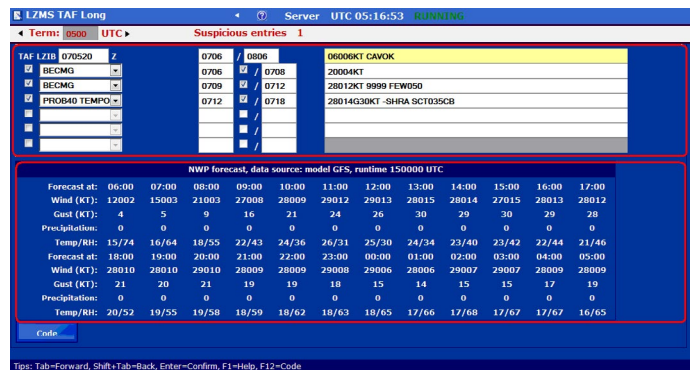 LZMS TAF Long Server UTC 05:16:53 RUNNING
Term: 0500 UTC Suspicious entries 1
TAF LZIB 070520 Z 0706 / 0806 06006KT CAVOK
BECMG 0706 / 0708 20004KT
BECMG 0709 / 0712 28012KT 9999 FEW050
PROB40 TEMPO 0712 / 0718 28014G30KT -SHRA SCT035CB
/
/
/
NWP forecast, data source: model GFS, runtime 150000 UTC
Forecast at: 06:00 07:00 08:00 09:00 10:00 11:00 12:00 13:00 14:00 15:00 16:00 17:00
Wind (KT): 12002 15003 21003 27008 28009 29012 29013 28015 28014 27015 28013 28012
Gust (KT): 4 5 9 16 21 24 26 30 29 30 29 28
Precipitation: 0 0 0 0 0 0 0 0 0 0 0 0
Temp/RH: 15/74 16/64 18/55 22/43 24/36 26/31 25/30 24/34 23/40 23/42 22/44 21/46
Forecast at: 18:00 19:00 20:00 21:00 22:00 23:00 00:00 01:00 02:00 03:00 04:00 05:00
Wind (KT): 28010 28010 29010 28009 28009 29008 29006 28006 29007 29007 28009 28009
Gust (KT): 21 20 21 19 19 18 15 14 15 15 17 19
Precipitation: 0 0 0 0 0 0 0 0 0 0 0 0
Temp/RH: 20/52 19/55 19/58 18/59 18/62 18/63 18/65 17/66 17/68 17/67 17/67 16/65
Code
Tips: Tab=Forward, Shift+Tab=Back, Enter=Confirm, F1=Help, F12=Code